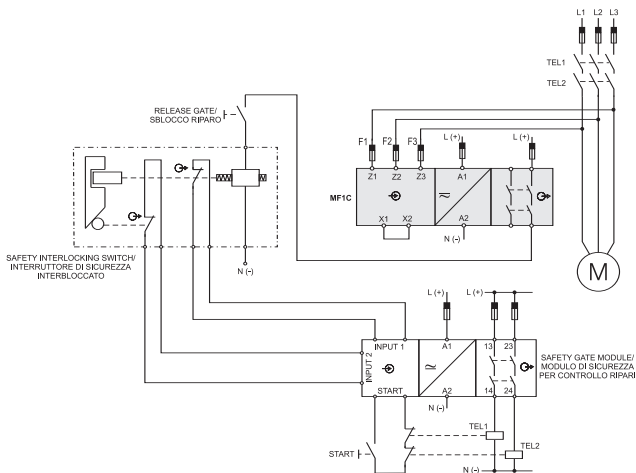 L1 L2 L3
TEL1
TEL2
RELEASE GATE/
SBLOCCO RIPARO
F1 F2 F3 L (+) L (+)
Z1 Z2 Z3 A1
MF1C
X1 X2 A2
N (-)
M
N (-)
SAFETY INTERLOCKING SWITCH/
INTERRUTTORE DI SICUREZZA
INTERBLOCCATO
L (+) L (+)
INPUT 1 A1 13 23
INPUT 2
SAFETY GATE MODULE/
MODULO DI SICUREZZA
PER CONTROLLO RIPARI
START A2 14 24
N (-)
TEL1
START
TEL2
N (-)